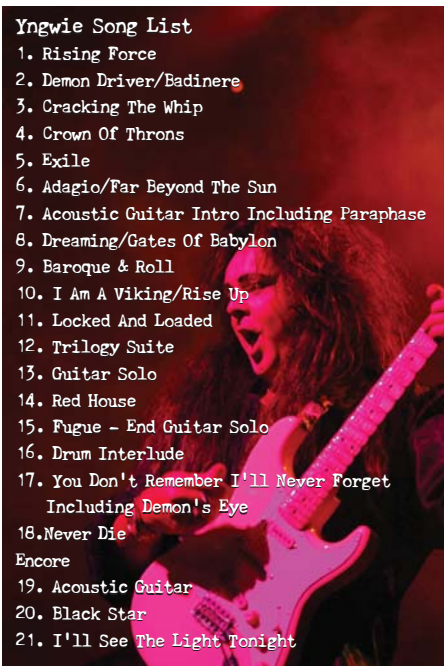 Yngwie Song List
1. Rising Force
2. Demon Driver/Badinere
3. Cracking The Whip
4. Crown Of Throns
5. Exile
6. Adagio/Far Beyond The Sun
7. Acoustic Guitar Intro Including Paraphase
8. Dreaming/Gates Of Babylon
9. Baroque & Roll
10. I Am A Viking/Rise Up
11. Locked And Loaded
12. Trilogy Suite
13. Guitar Solo
14. Red House
15. Fugue - End Guitar Solo
16. Drum Interlude
17. You Don't Remember I'll Never Forget
Including Demon's Eye
18.Never Die
Encore
19. Acoustic Guitar
20. Black Star
21. I'll See The Light Tonight